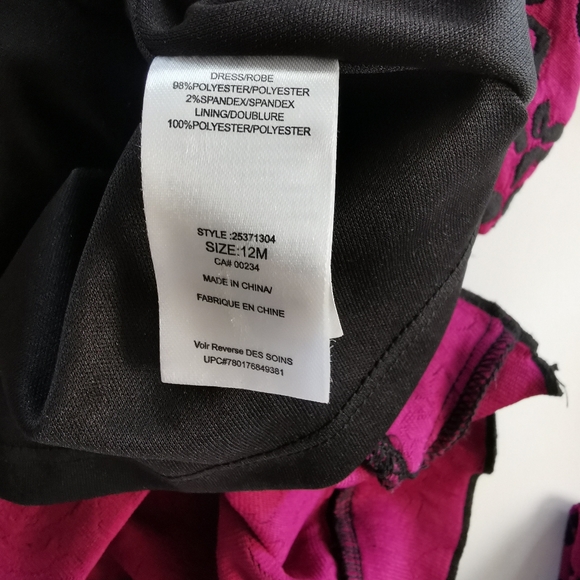 DRESS/ROBE
98%POLYESTER/POLYESTER
2%SPANDEX/SPANDEX
LINING/DOUBLURE
100%POLYESTER/POLYESTER
STYLE :25371304
SIZE:12M
CA# 00234
MADE IN CHINA/
FABRIQUE EN CHINE
Voir Reverse DES SOINS
UPC#780176849381